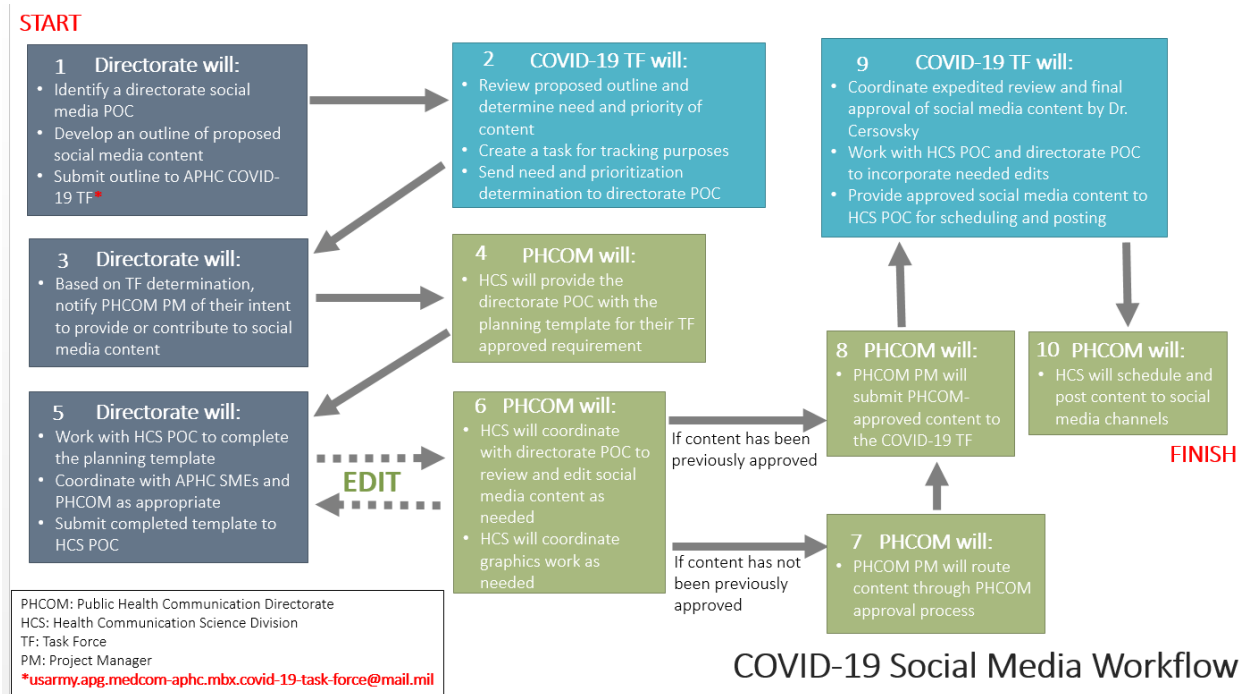 START
1 Directorate will:
• Identify a directorate social
media POC
• Develop an outline of proposed
social media content
• Submit outline to APHC COVID-
19 TF*
2 COVID-19 TF will:
• Review proposed outline and
determine need and priority of
content
• Create a task for tracking purposes
• Send need and prioritization
determination to directorate POC
3 Directorate will:
• Based on TF determination,
notify PHCOM PM of their intent
to provide or contribute to social
media content
4 PHCOM will:
• HCS will provide the
directorate POC with the
planning template for their TF
approved requirement
5 Directorate will:
• Work with HCS POC to complete
the planning template
• Coordinate with APHC SMEs and
PHCOM as appropriate
• Submit completed template to
HCS POC
EDIT
6 PHCOM will:
• HCS will coordinate
with directorate POC to
review and edit social
media content as
needed
• HCS will coordinate
graphics work as
needed
If content has been
previously approved
If content has not
been previously
approved
7 PHCOM will:
• PHCOM PM will route
content through PHCOM
approval process
8 PHCOM will:
• PHCOM PM will
submit PHCOM-
approved content to
the COVID-19 TF
9 COVID-19 TF will:
• Coordinate expedited review and final
approval of social media content by Dr.
Cersovsky
• Work with HCS POC and directorate POC
to incorporate needed edits
• Provide approved social media content to
HCS POC for scheduling and posting
10 PHCOM will:
• HCS will schedule and
post content to social
media channels
FINISH
PHCOM: Public Health Communication Directorate
HCS: Health Communication Science Division
TF: Task Force
PM: Project Manager
*usarmy.apg.medcom-aphc.mbx.covid-19-task-force@mail.mil
COVID-19 Social Media Workflow